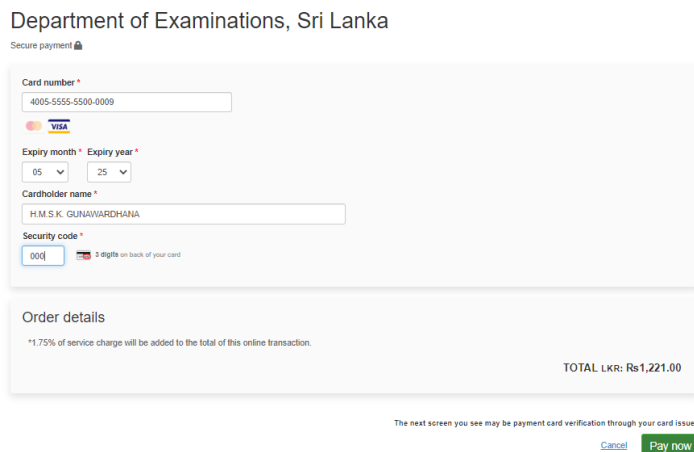 Department of Examinations, Sri Lanka
Secure payment
Card number *
4005-5555-5500-0009
VISA
Expiry month * Expiry year *
05 25
Cardholder name *
H.M.S.K. GUNAWARDHANA
Security code *
000 3 digits on back of your card
Order details
*1.75% of service charge will be added to the total of this online transaction.
TOTAL LKR: Rs1,221.00
The next screen you see may be payment card verification through your card issue
Cancel Pay now